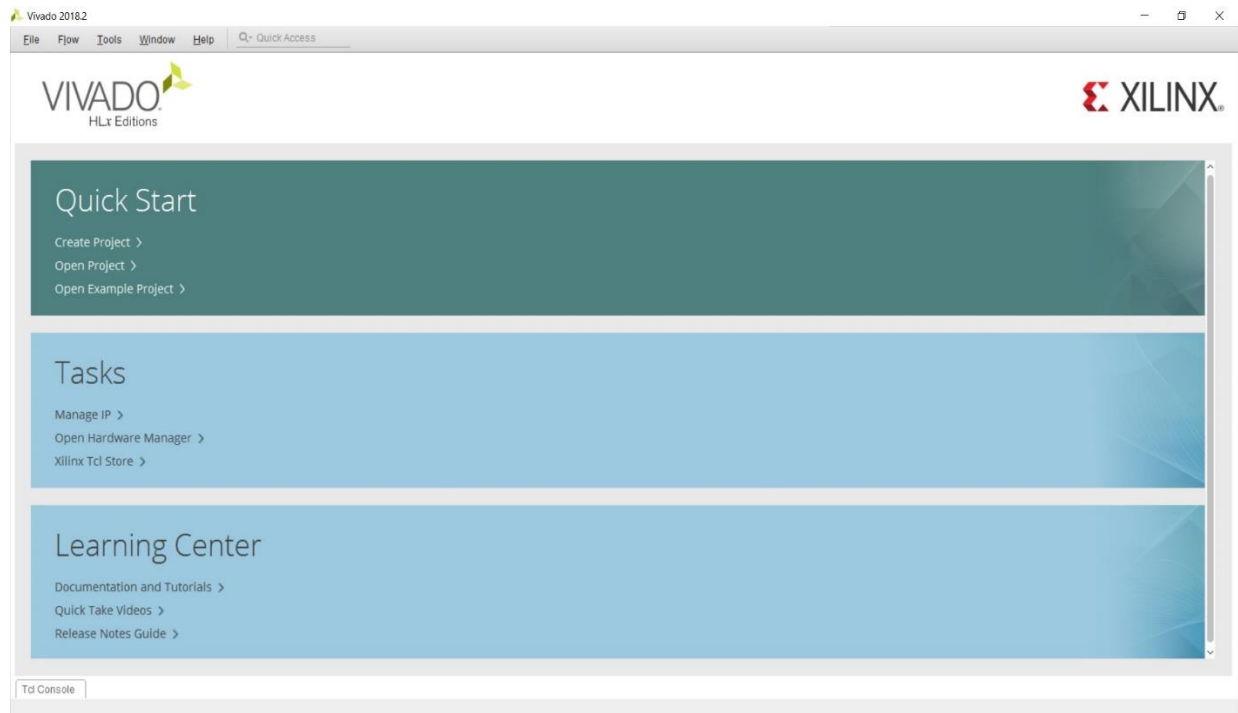 Vivado 2018.2
File Flow Tools Window Help Quick Access
VIVADO.
HLx Editions
XILINX®
Quick Start
Create Project >
Open Project >
Open Example Project >
Tasks
Manage IP >
Open Hardware Manager >
Xilinx Tcl Store >
Learning Center
Documentation and Tutorials >
Quick Take Videos >
Release Notes Guide >
Tcl Console